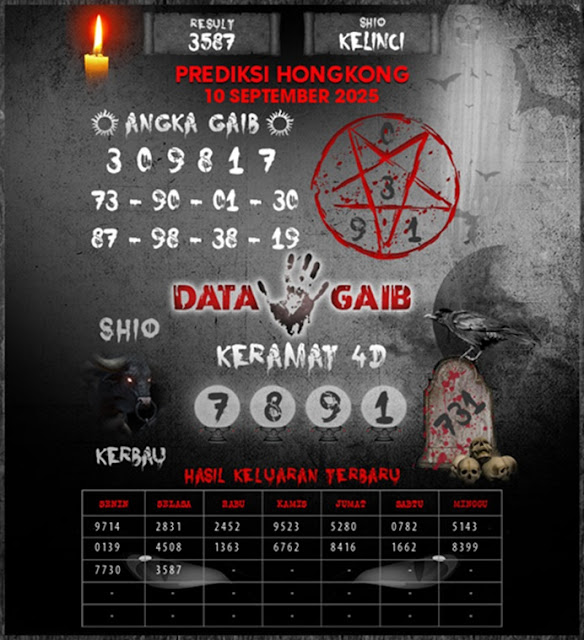 RESULT
3587
SHIO
KELINCI
PREDIKSI HONGKONG
10 SEPTEMBER 2025
ANGKA GAIB
3 0 9 8 1 7
73 - 90 - 01 - 30
87 - 98 - 38 - 19
0
3
9 1
DATA GAIB
SHIO
KERBAU
KERAMAT 4D
7 8 9 1
731
HASIL KELUARAN TERBARU
SENIN SELASA RABU KAMIS JUMAT SABTU MINGGU
9714 2831 2452 9523 5280 0782 5143
0139 4508 1363 6762 8416 1662 8399
7730 3587 - - - - -
- - - - - - -
- - - - - - -